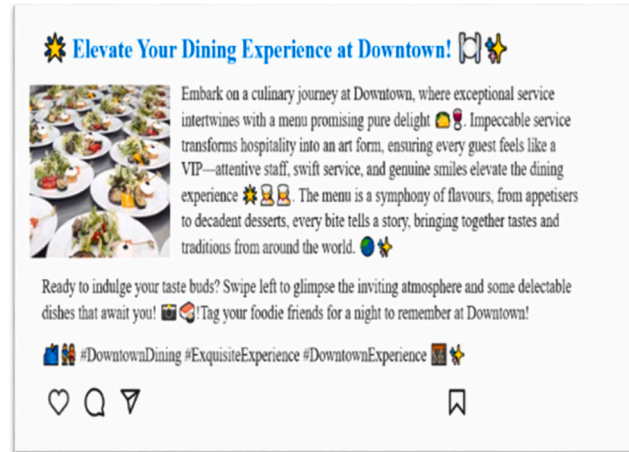 🌟 Elevate Your Dining Experience at Downtown! 🍽️✨
Embark on a culinary journey at Downtown, where exceptional service
intertwines with a menu promising pure delight 🌮🍷. Impeccable service
transforms hospitality into an art form, ensuring every guest feels like a
VIP—attentive staff, swift service, and genuine smiles elevate the dining
experience 🌟👨‍🍳👨‍🍳. The menu is a symphony of flavours, from appetisers
to decadent desserts, every bite tells a story, bringing together tastes and
traditions from around the world. 🌍✨
Ready to indulge your taste buds? Swipe left to glimpse the inviting atmosphere and some delectable
dishes that await you! 📸🍣!Tag your foodie friends for a night to remember at Downtown!
#DowntownDining #ExquisiteExperience #DowntownExperience